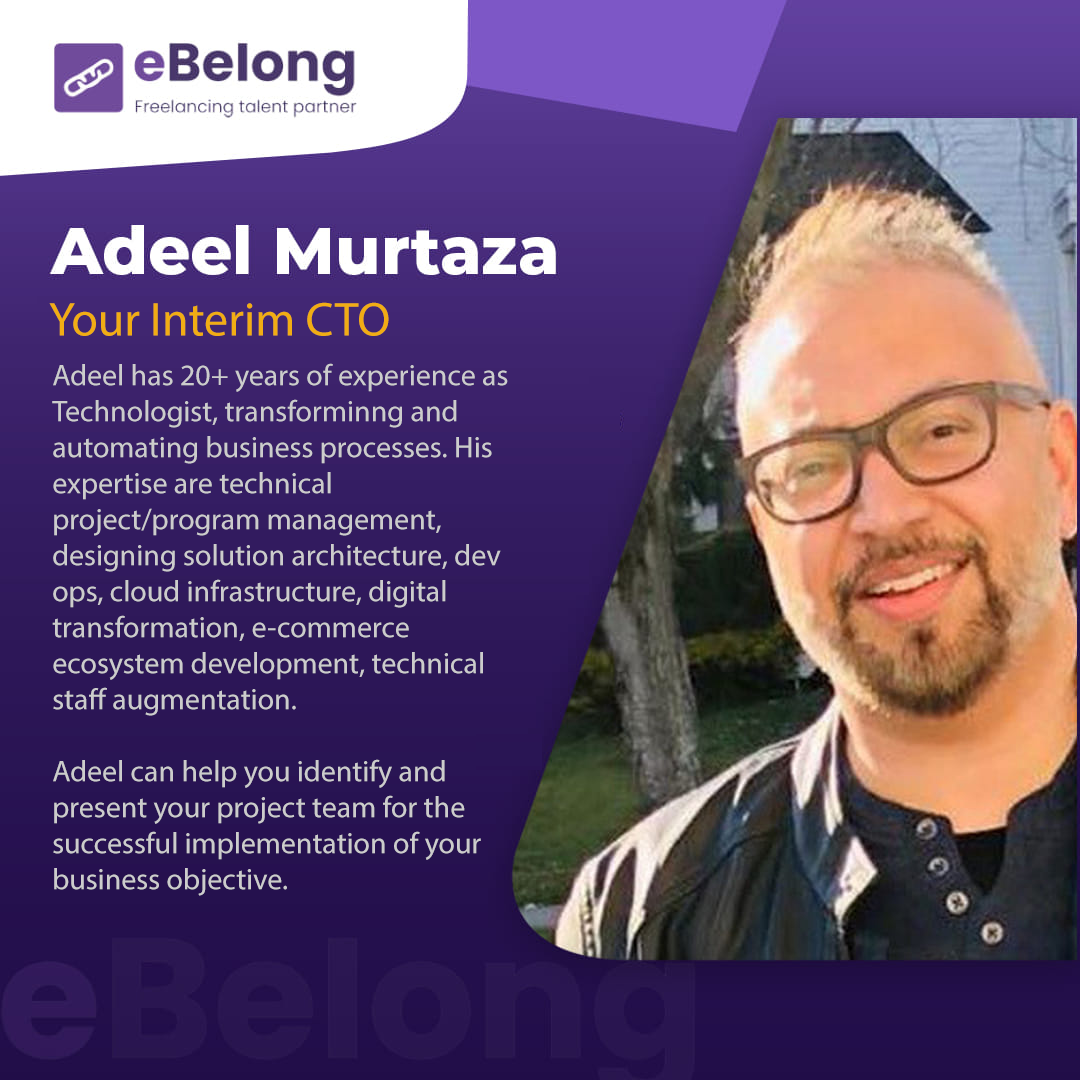 eBelong
Freelancing talent partner
Adeel Murtaza
Your Interim CTO
Adeel has 20+ years of experience as
Technologist, transforminng and
automating business processes. His
expertise are technical
project/program management,
designing solution architecture, dev
ops, cloud infrastructure, digital
transformation, e-commerce
ecosystem development, technical
staff augmentation.
Adeel can help you identify and
present your project team for the
successful implementation of your
business objective.
eBelong